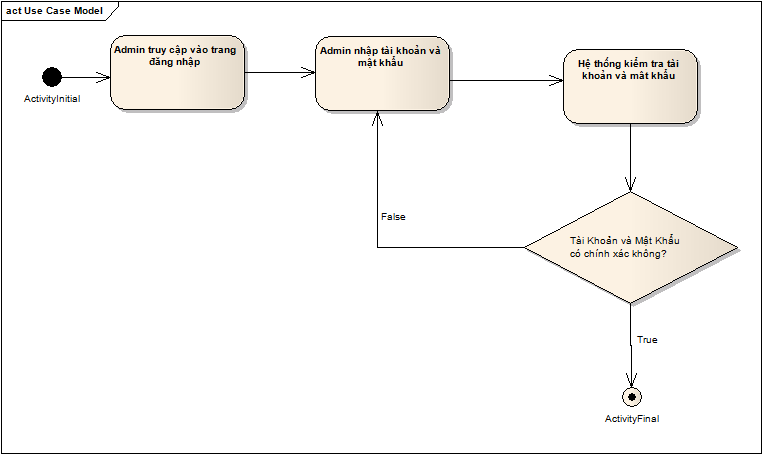 act Use Case Model
Admin truy cập vào trang
đăng nhập
Admin nhập tài khoản và
mật khẩu
Hệ thống kiểm tra tài
khoản và mât khẩu
ActivityInitial
False
Tài Khoản và Mật Khẩu
có chính xác không?
True
ActivityFinal